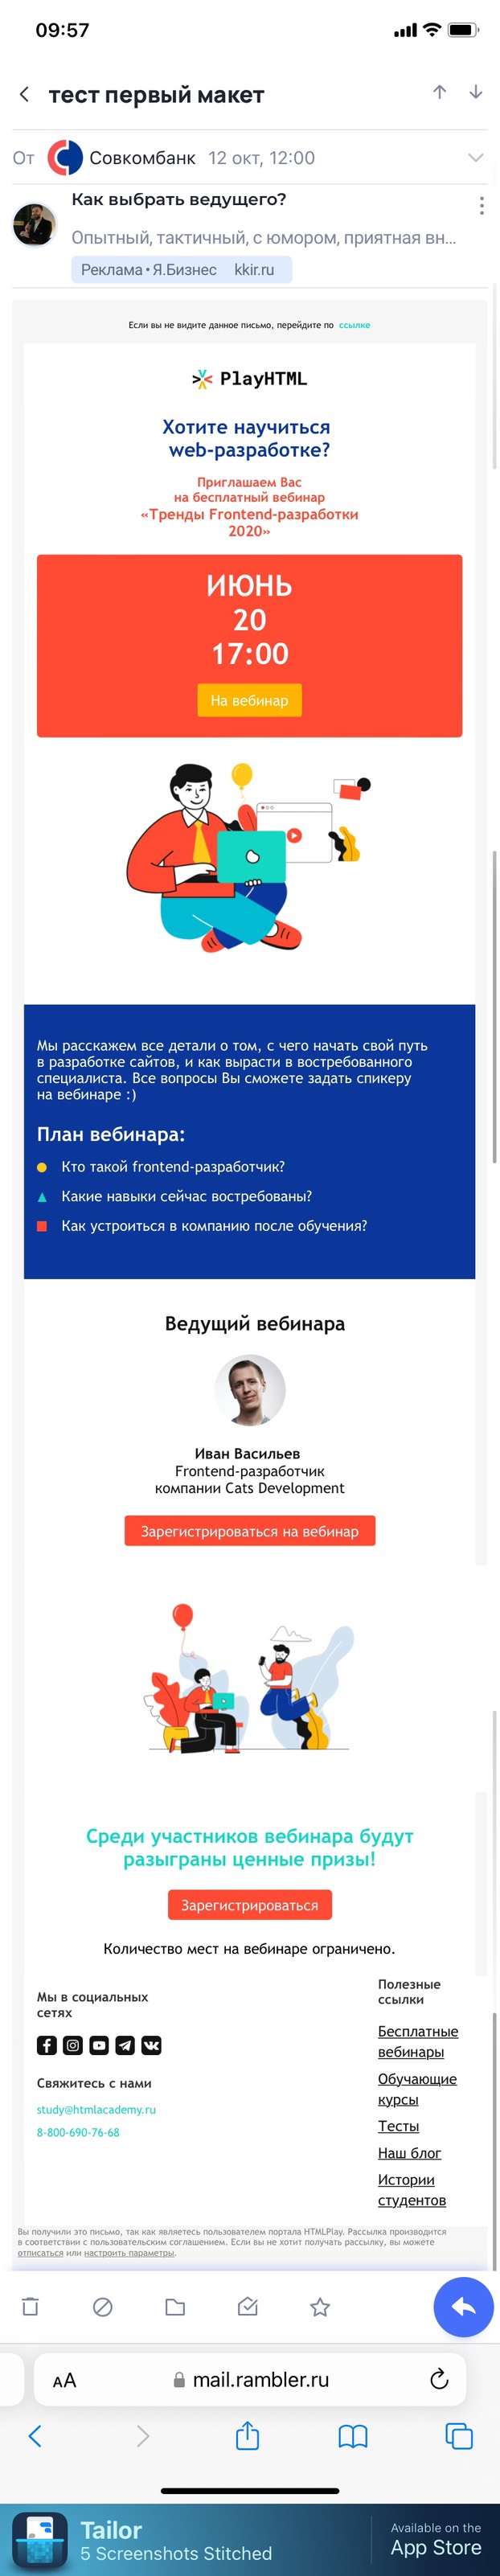 09:57
тест первый макет
От Совкомбанк 12 окт, 12:00
Как выбрать ведущего?
Опытный, тактичный, с юмором, приятная вн...
Реклама • Я.Бизнес kkir.ru
Если вы не видите данное письмо, перейдите по ссылке
PlayHTML
Хотите научиться
web-разработке?
Приглашаем Вас
на бесплатный вебинар
«Тренды Frontend-разработки
2020»
ИЮНЬ
20
17:00
На вебинар
Мы расскажем все детали о том, с чего начать свой путь
в разработке сайтов, и как вырасти в востребованного
специалиста. Все вопросы Вы сможете задать спикеру
на вебинаре :)
План вебинара:
Кто такой frontend-разработчик?
Какие навыки сейчас востребованы?
Как устроиться в компанию после обучения?
Ведущий вебинара
Иван Васильев
Frontend-разработчик
компании Cats Development
Зарегистрироваться на вебинар
Среди участников вебинара будут
разыграны ценные призы!
Зарегистрироваться
Количество мест на вебинаре ограничено.
Мы в социальных
сетях
Свяжитесь с нами
study@htmlacademy.ru
8-800-690-76-68
Полезные
ссылки
Бесплатные
вебинары
Обучающие
курсы
Тесты
Наш блог
Истории
студентов
Вы получили это письмо, так как являетесь пользователем портала HTMLPlay. Рассылка производится
в соответствии с пользовательским соглашением. Если вы не хотит получать рассылку, вы можете
отписаться или настроить параметры.
AA mail.rambler.ru
Tailor
5 Screenshots Stitched
Available on the
App Store